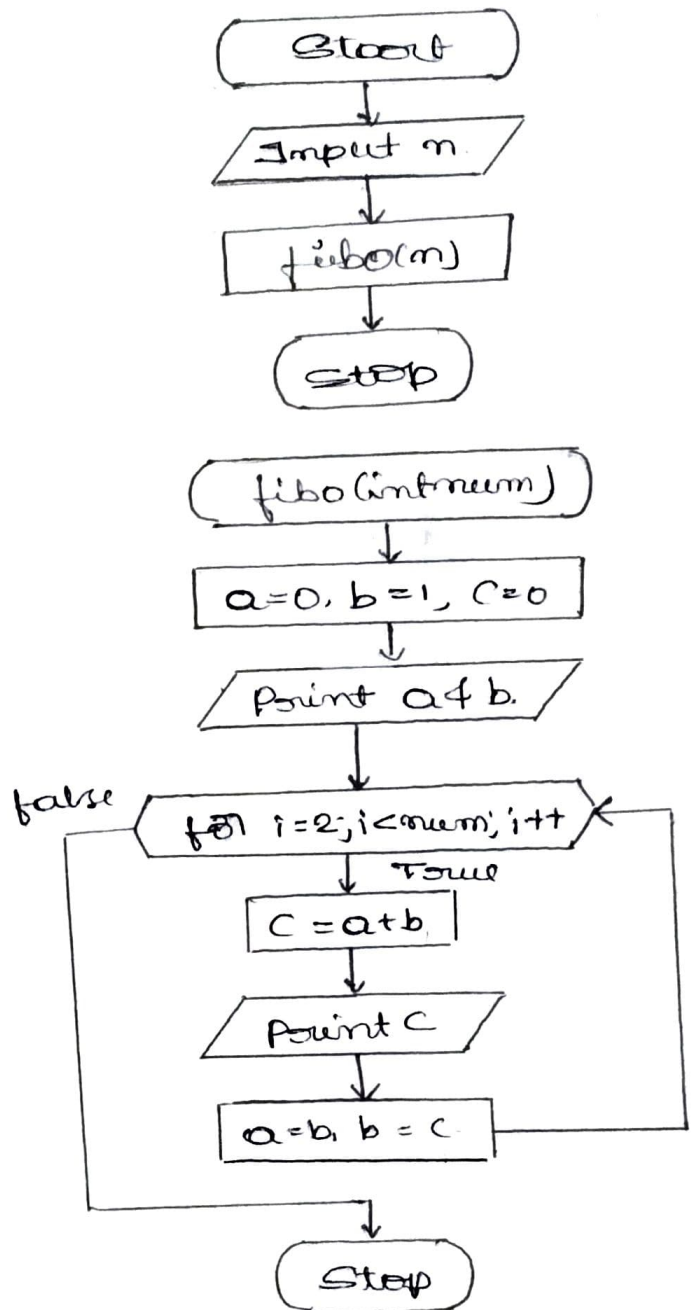 Start
Input n
fibo(n)
Stop
fibo(int num)
a=0, b=1, c=0
Print a & b.
false
for i=2; i<num; i++
True
C = a+b
Print C
a=b, b = c
Stop